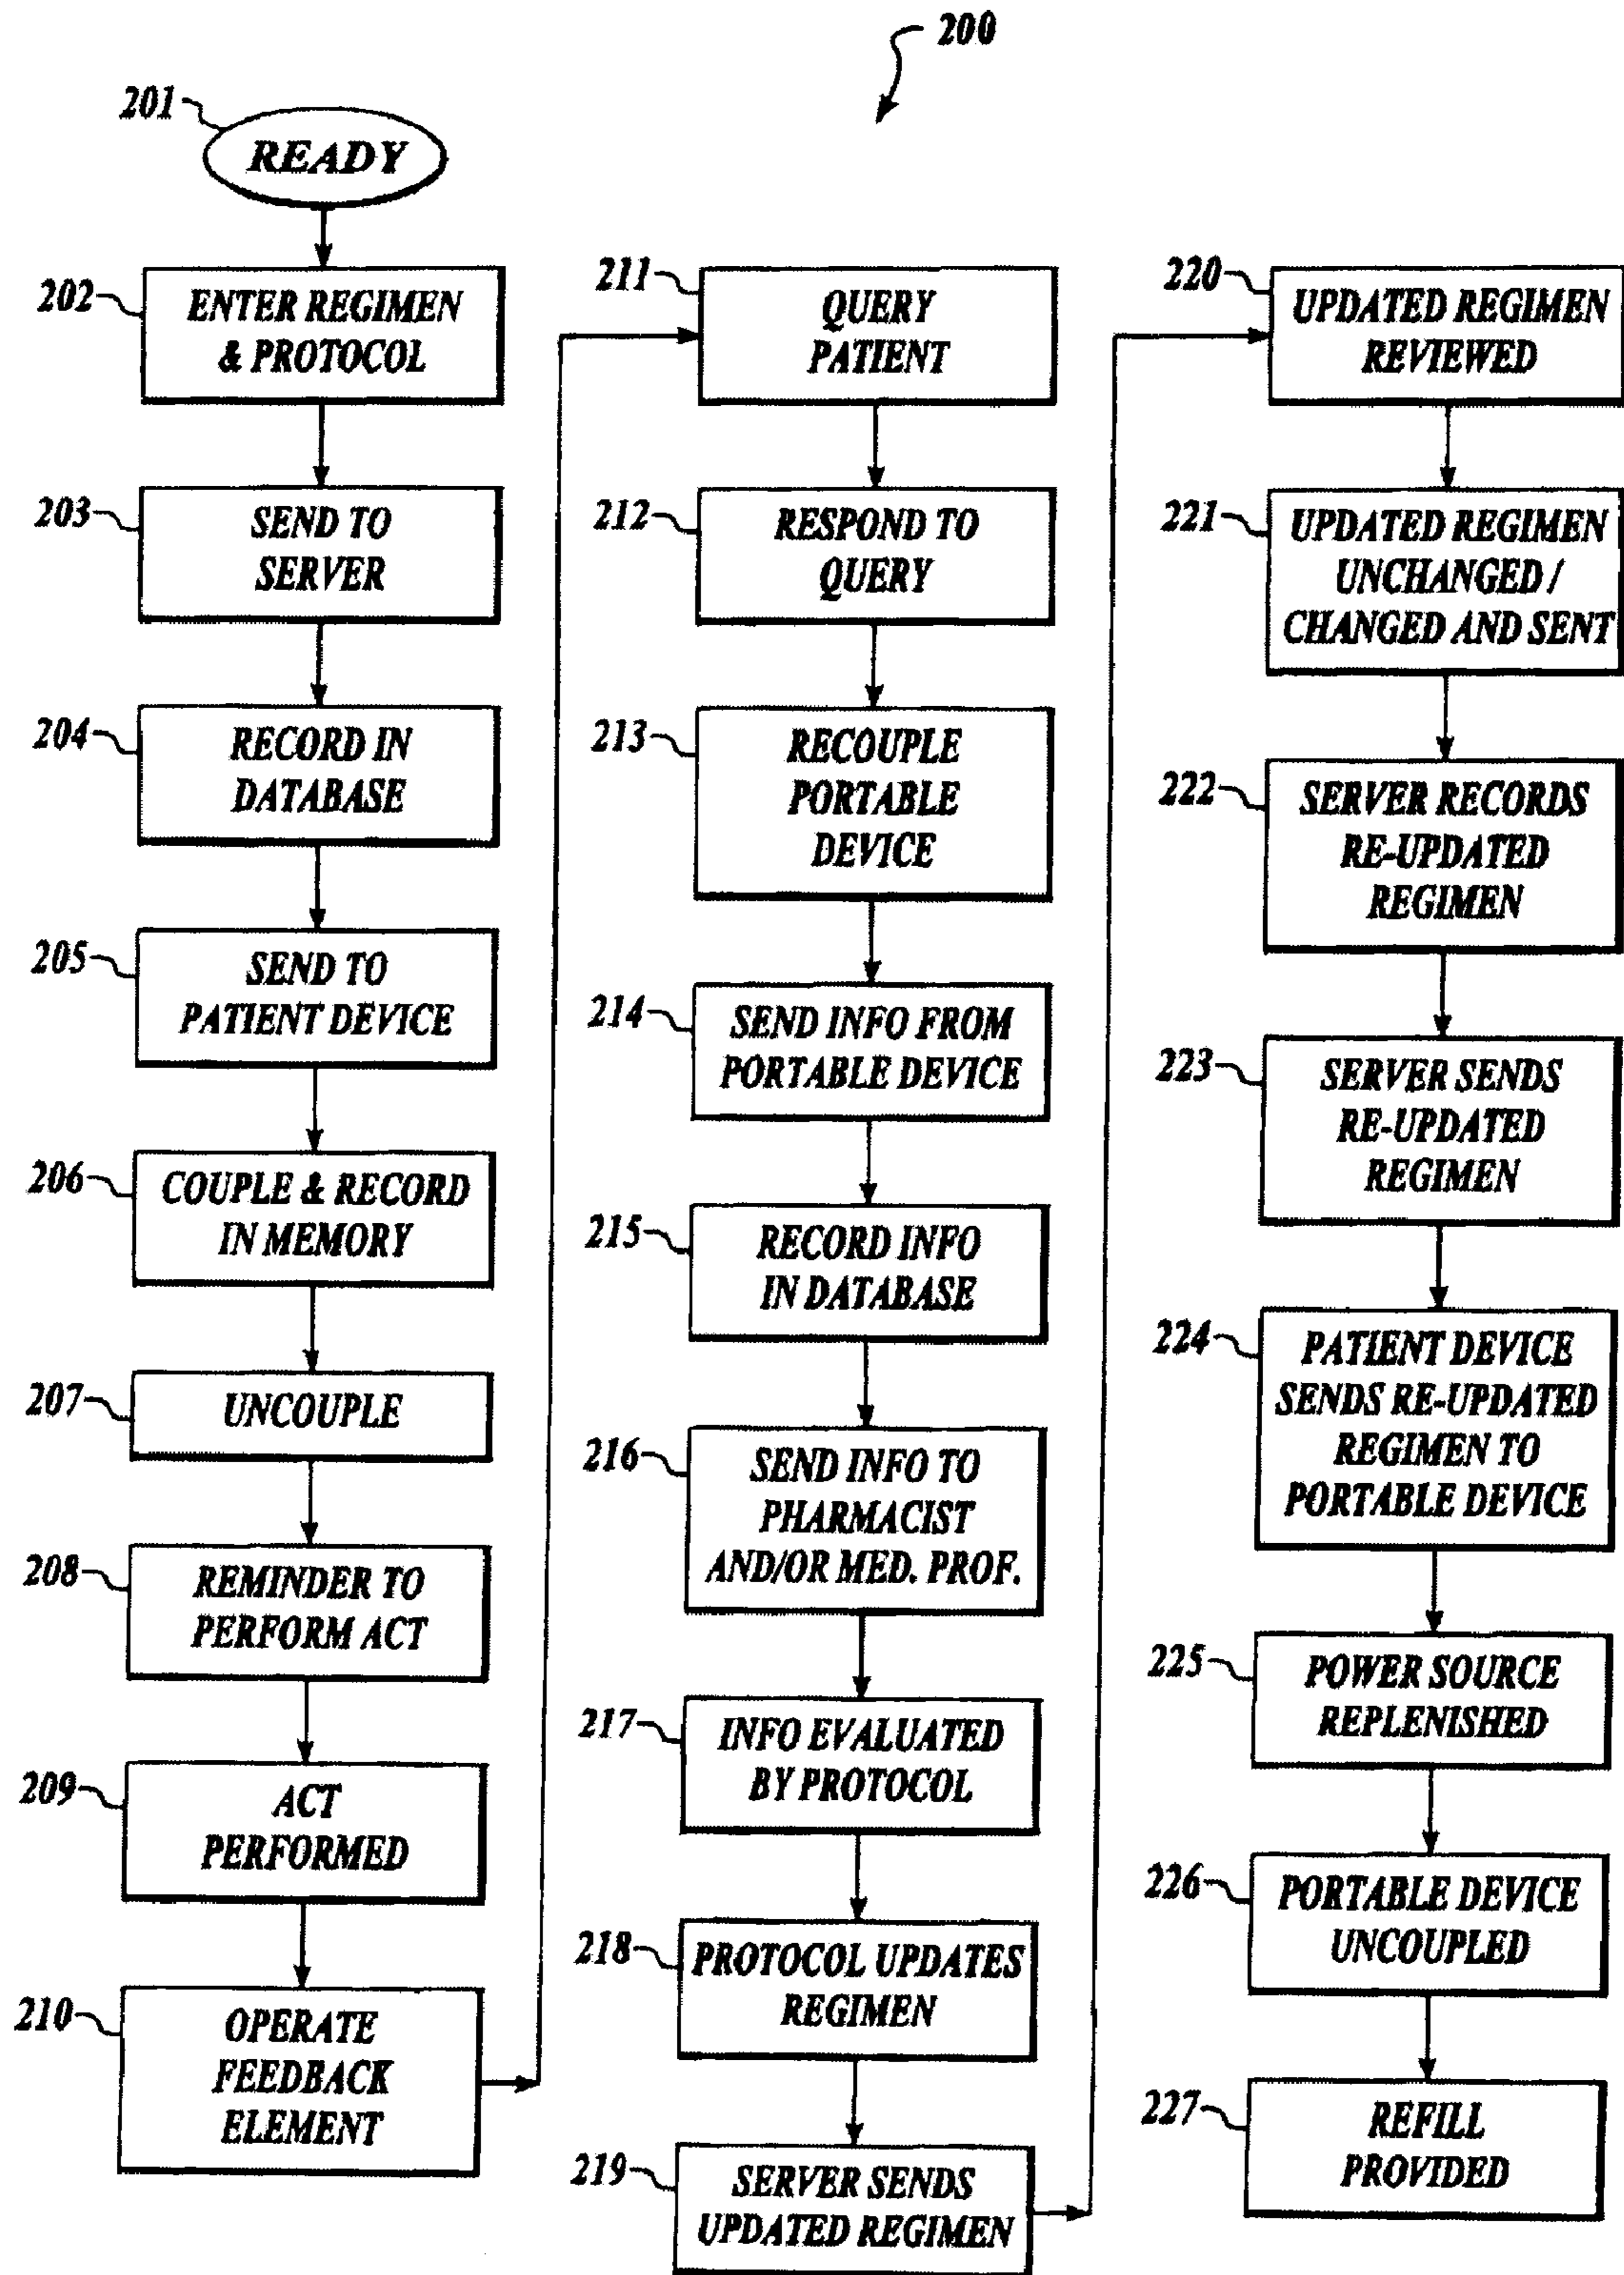 200
201
READY
202
ENTER REGIMEN
& PROTOCOL
203
SEND TO
SERVER
204
RECORD IN
DATABASE
205
SEND TO
PATIENT DEVICE
206
COUPLE & RECORD
IN MEMORY
207
UNCOUPLE
208
REMINDER TO
PERFORM ACT
209
ACT
PERFORMED
210
OPERATE
FEEDBACK
ELEMENT
211
QUERY
PATIENT
212
RESPOND TO
QUERY
213
RECOUPLE
PORTABLE
DEVICE
214
SEND INFO FROM
PORTABLE DEVICE
215
RECORD INFO
IN DATABASE
216
SEND INFO TO
PHARMACIST
AND/OR MED. PROF.
217
INFO EVALUATED
BY PROTOCOL
218
PROTOCOL UPDATES
REGIMEN
219
SERVER SENDS
UPDATED REGIMEN
220
UPDATED REGIMEN
REVIEWED
221
UPDATED REGIMEN
UNCHANGED /
CHANGED AND SENT
222
SERVER RECORDS
RE-UPDATED
REGIMEN
223
SERVER SENDS
RE-UPDATED
REGIMEN
224
PATIENT DEVICE
SENDS RE-UPDATED
REGIMEN TO
PORTABLE DEVICE
225
POWER SOURCE
REPLENISHED
226
PORTABLE DEVICE
UNCOUPLED
227
REFILL
PROVIDED